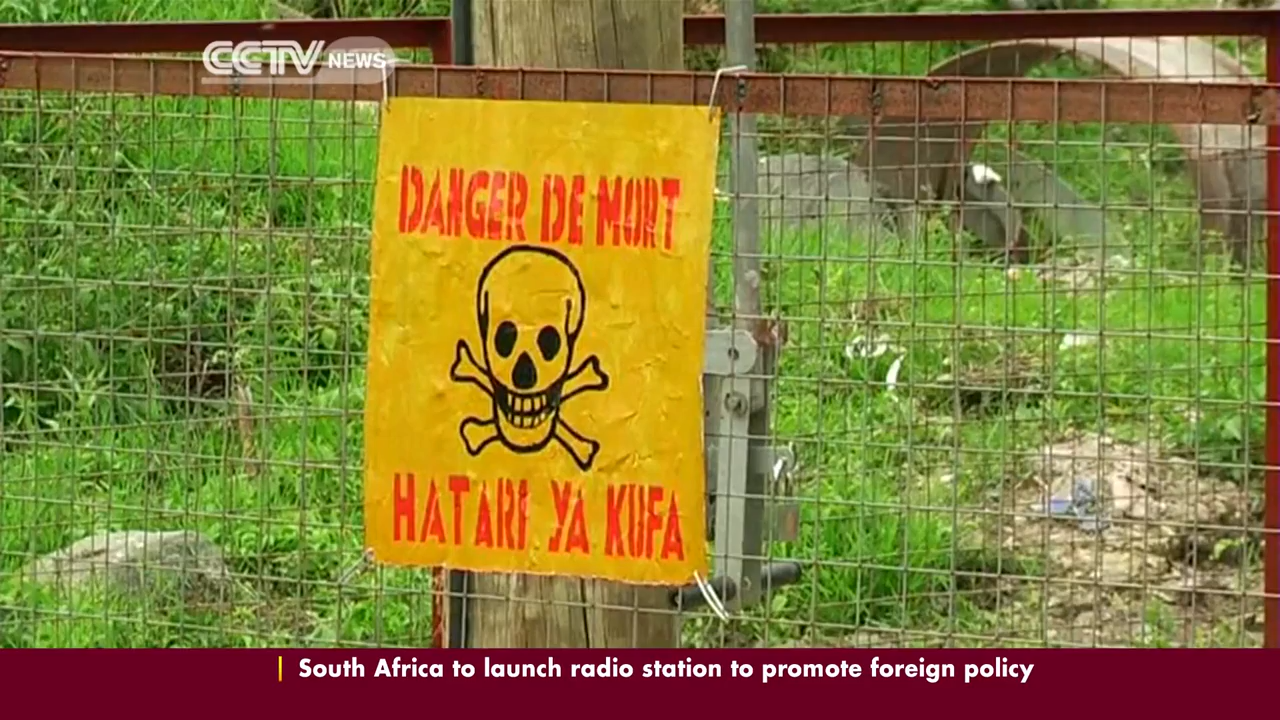 CCTV NEWS
DANGER DE MORT
HATARI YA KUFA
South Africa to launch radio station to promote foreign policy